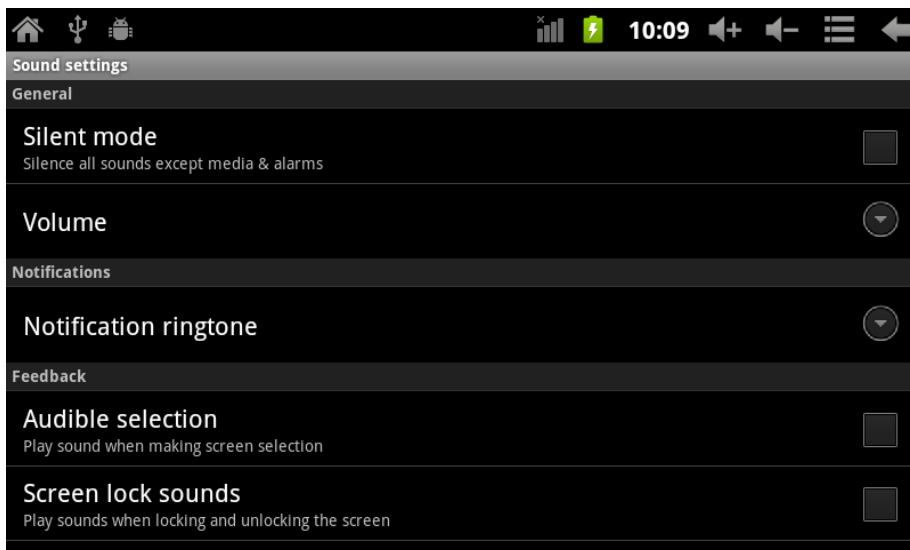 10:09
Sound settings
General
Silent mode
Silence all sounds except media & alarms
Volume
Notifications
Notification ringtone
Feedback
Audible selection
Play sound when making screen selection
Screen lock sounds
Play sounds when locking and unlocking the screen